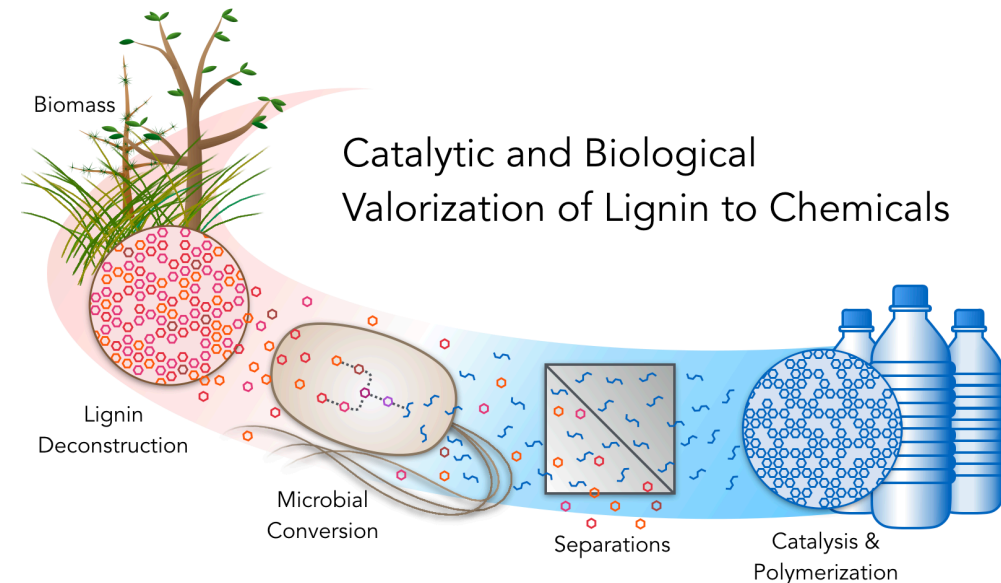 Biomass
Catalytic and Biological
Valorization of Lignin to Chemicals
Lignin
Deconstruction
Microbial
Conversion
Separations
Catalysis &
Polymerization